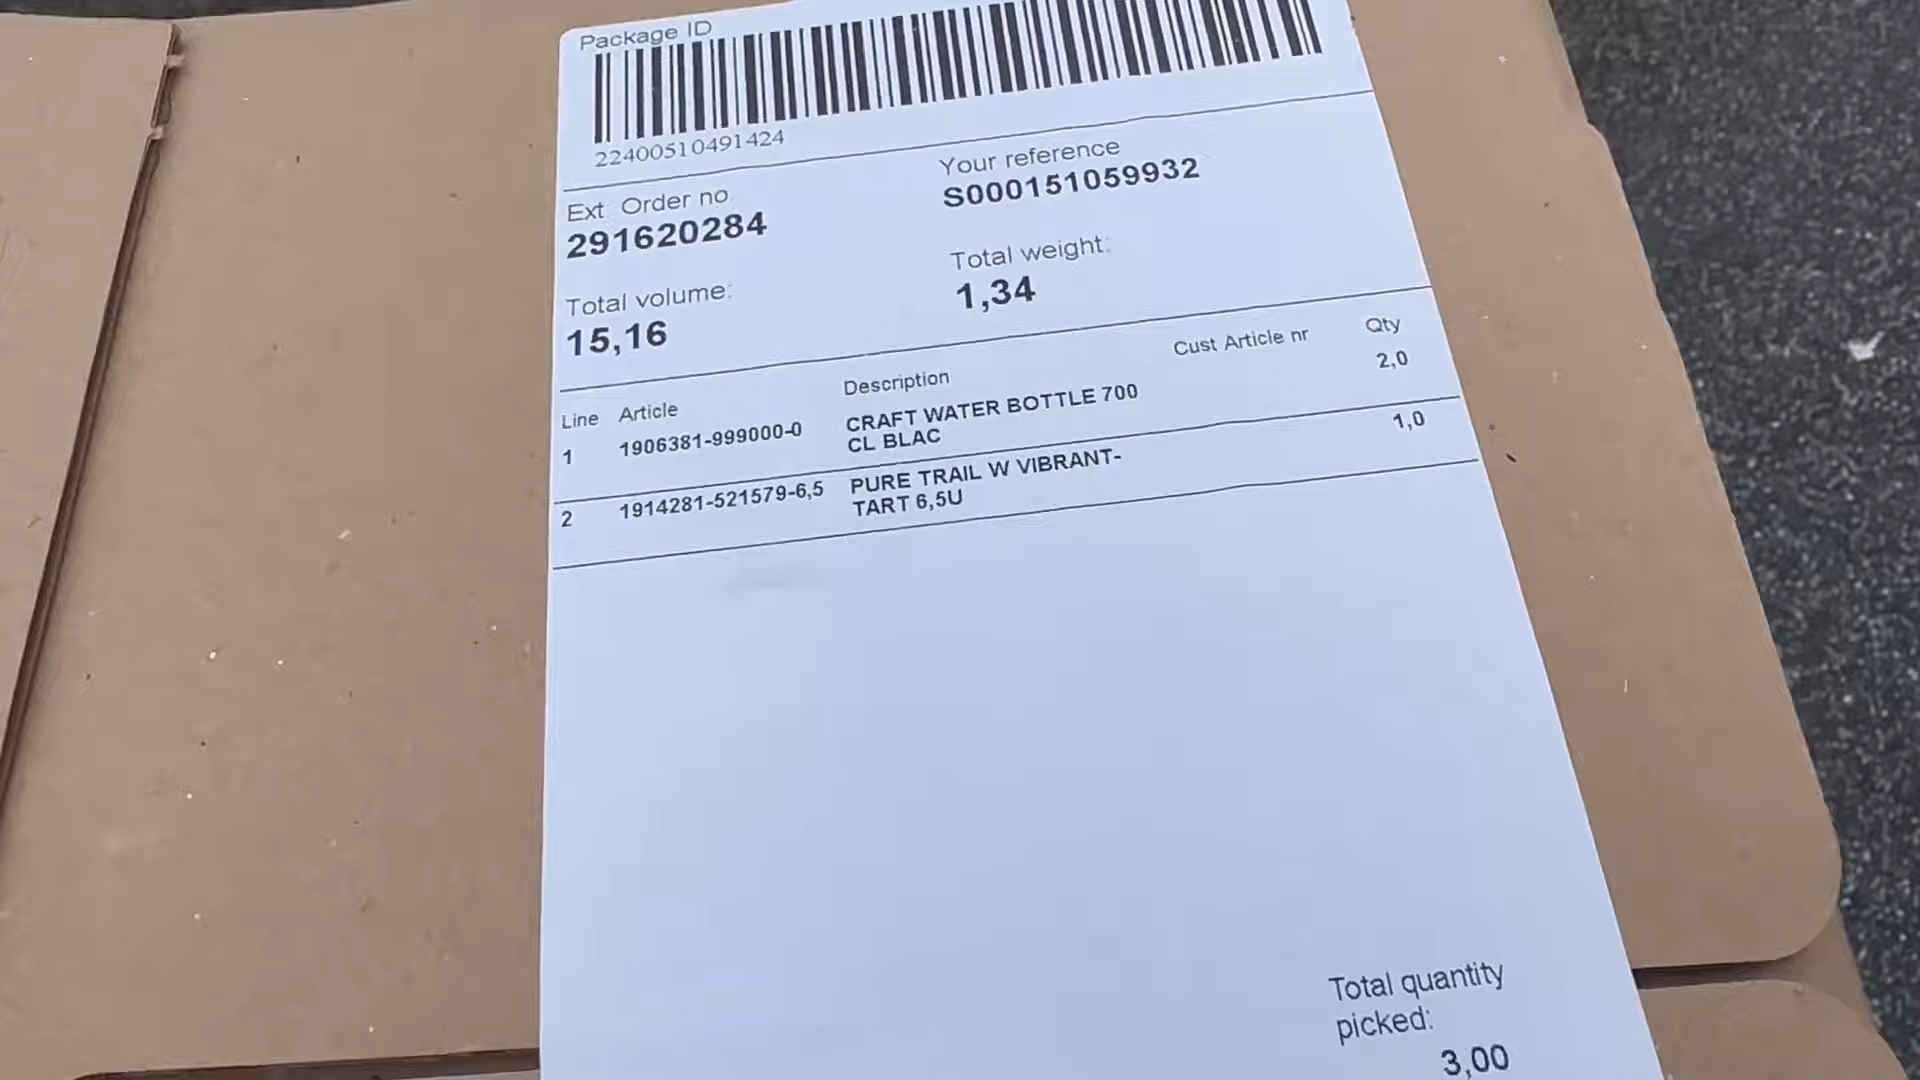 Package ID
22400510491424
Ext. Order no
291620284
Your reference
S000151059932
Total volume:
15,16
Total weight:
1,34
Line Article Description Cust Article nr Qty
1 1906381-999000-0 CRAFT WATER BOTTLE 700 2,0
CL BLAC
2 1914281-521579-6,5 PURE TRAIL W VIBRANT- 1,0
TART 6,5U
Total quantity
picked:
3,00